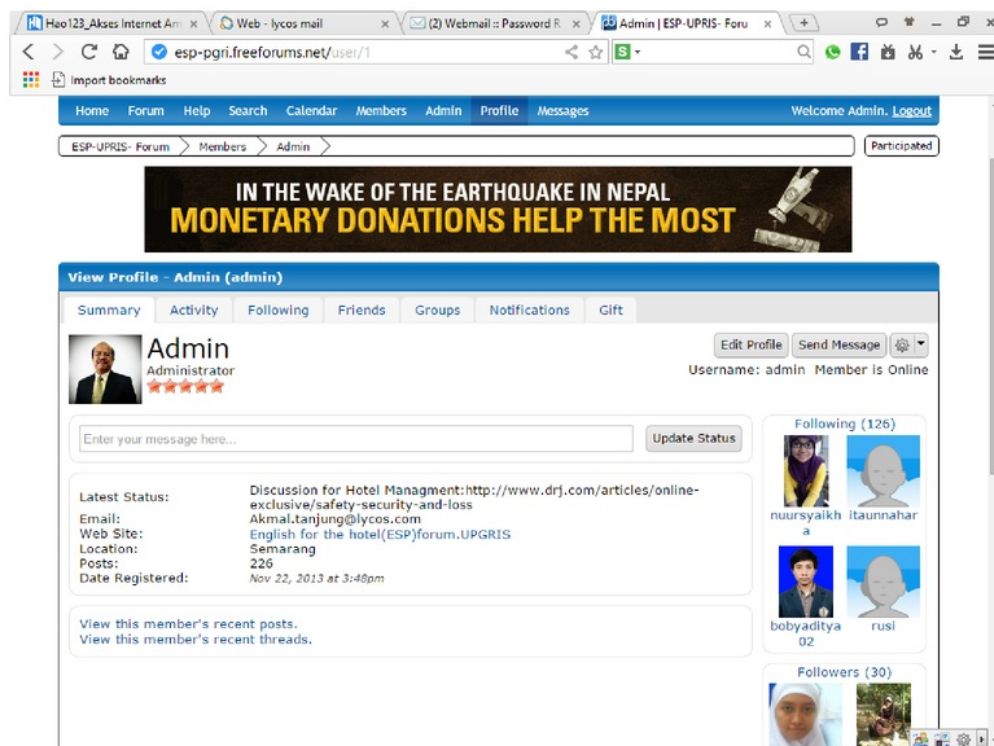 Hao123_Akses Internet Am
Web - lycos mail
(2) Webmail :: Password R
Admin | ESP-UPRIS- Foru
esp-pgri.freeforums.net/user/1
Import bookmarks
Home Forum Help Search Calendar Members Admin Profile Messages Welcome Admin. Logout
ESP-UPRIS- Forum Members Admin Participated
IN THE WAKE OF THE EARTHQUAKE IN NEPAL
MONETARY DONATIONS HELP THE MOST
View Profile - Admin (admin)
Summary Activity Following Friends Groups Notifications Gift
Admin
Administrator
Edit Profile Send Message
Username: admin Member is Online
Enter your message here... Update Status
Latest Status: Discussion for Hotel Managment:http://www.drj.com/articles/online-
exclusive/safety-security-and-loss
Email: Akmal.tanjung@lycos.com
Web Site: English for the hotel(ESP)forum.UPGRIS
Location: Semarang
Posts: 226
Date Registered: Nov 22, 2013 at 3:48pm
View this member's recent posts.
View this member's recent threads.
Following (126)
nuursyaikh itaunnahar
a
bobyaditya rusi
02
Followers (30)